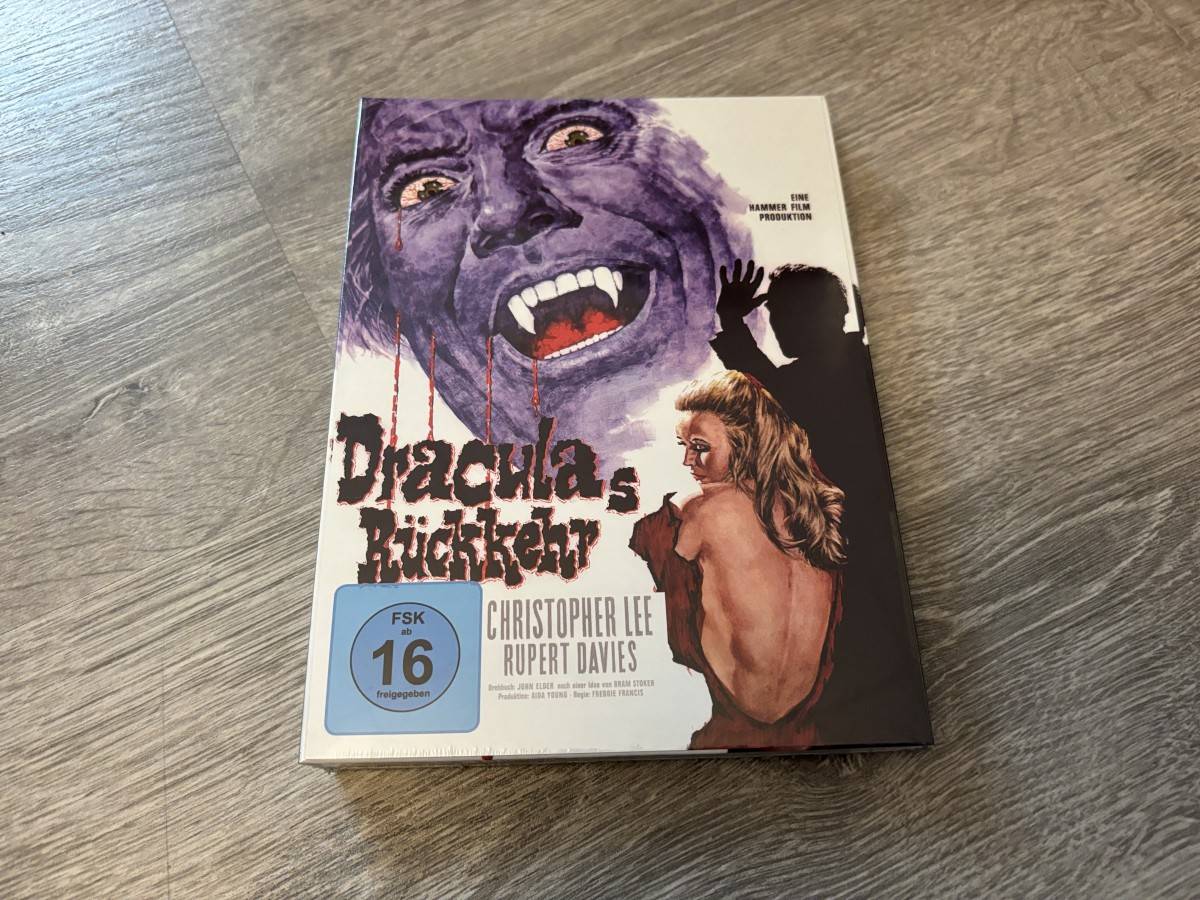 EINE
HAMMER FILM
PRODUKTION
Draculas
Rückkehr
FSK
ab
16
freigegeben
CHRISTOPHER LEE
RUPERT DAVIES
Drehbuch: JOHN ELDER nach einer Idee von BRAM STOKER
Produktion: AIDA YOUNG · Regie: FREDDIE FRANCIS